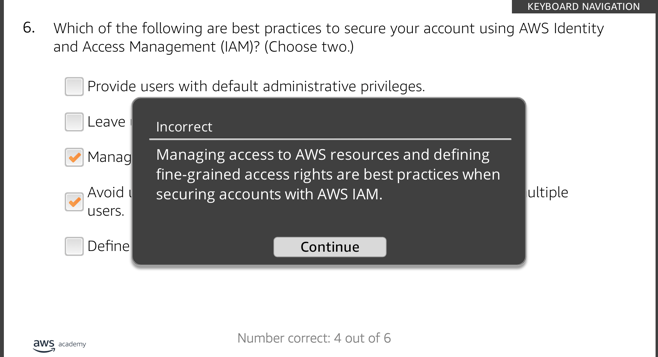 KEYBOARD NAVIGATION
6. Which of the following are best practices to secure your account using AWS Identity
and Access Management (IAM)? (Choose two.)
Provide users with default administrative privileges.
Leave
Incorrect
Manag
Managing access to AWS resources and defining
fine-grained access rights are best practices when
securing accounts with AWS IAM.
Avoid ultiple
users.
Define
Continue
Number correct: 4 out of 6
aws academy